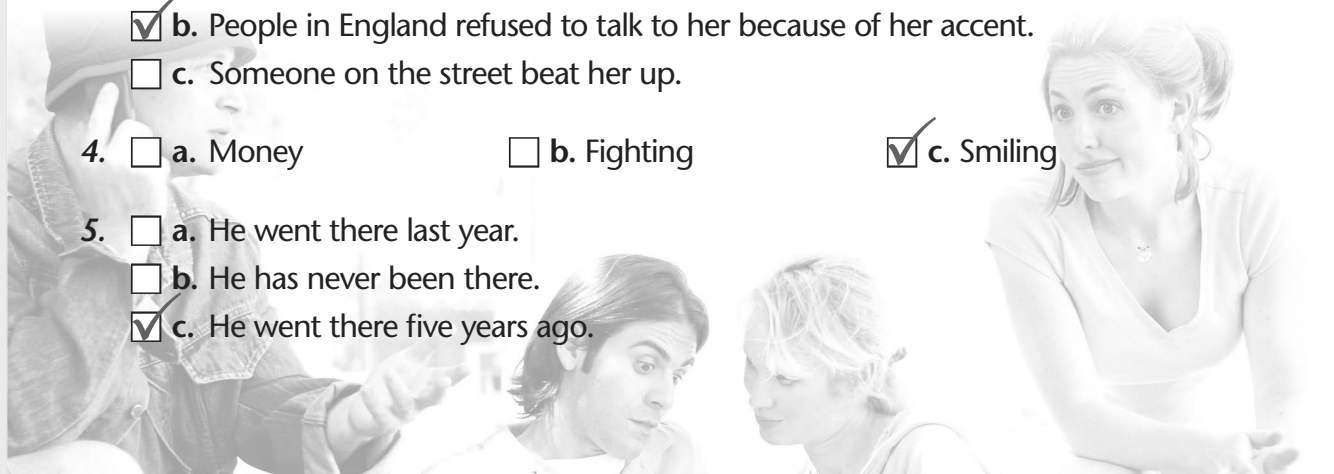 ☑ b. People in England refused to talk to her because of her accent.
☐ c. Someone on the street beat her up.
4. ☐ a. Money ☐ b. Fighting ☑ c. Smiling
5. ☐ a. He went there last year.
☐ b. He has never been there.
☑ c. He went there five years ago.